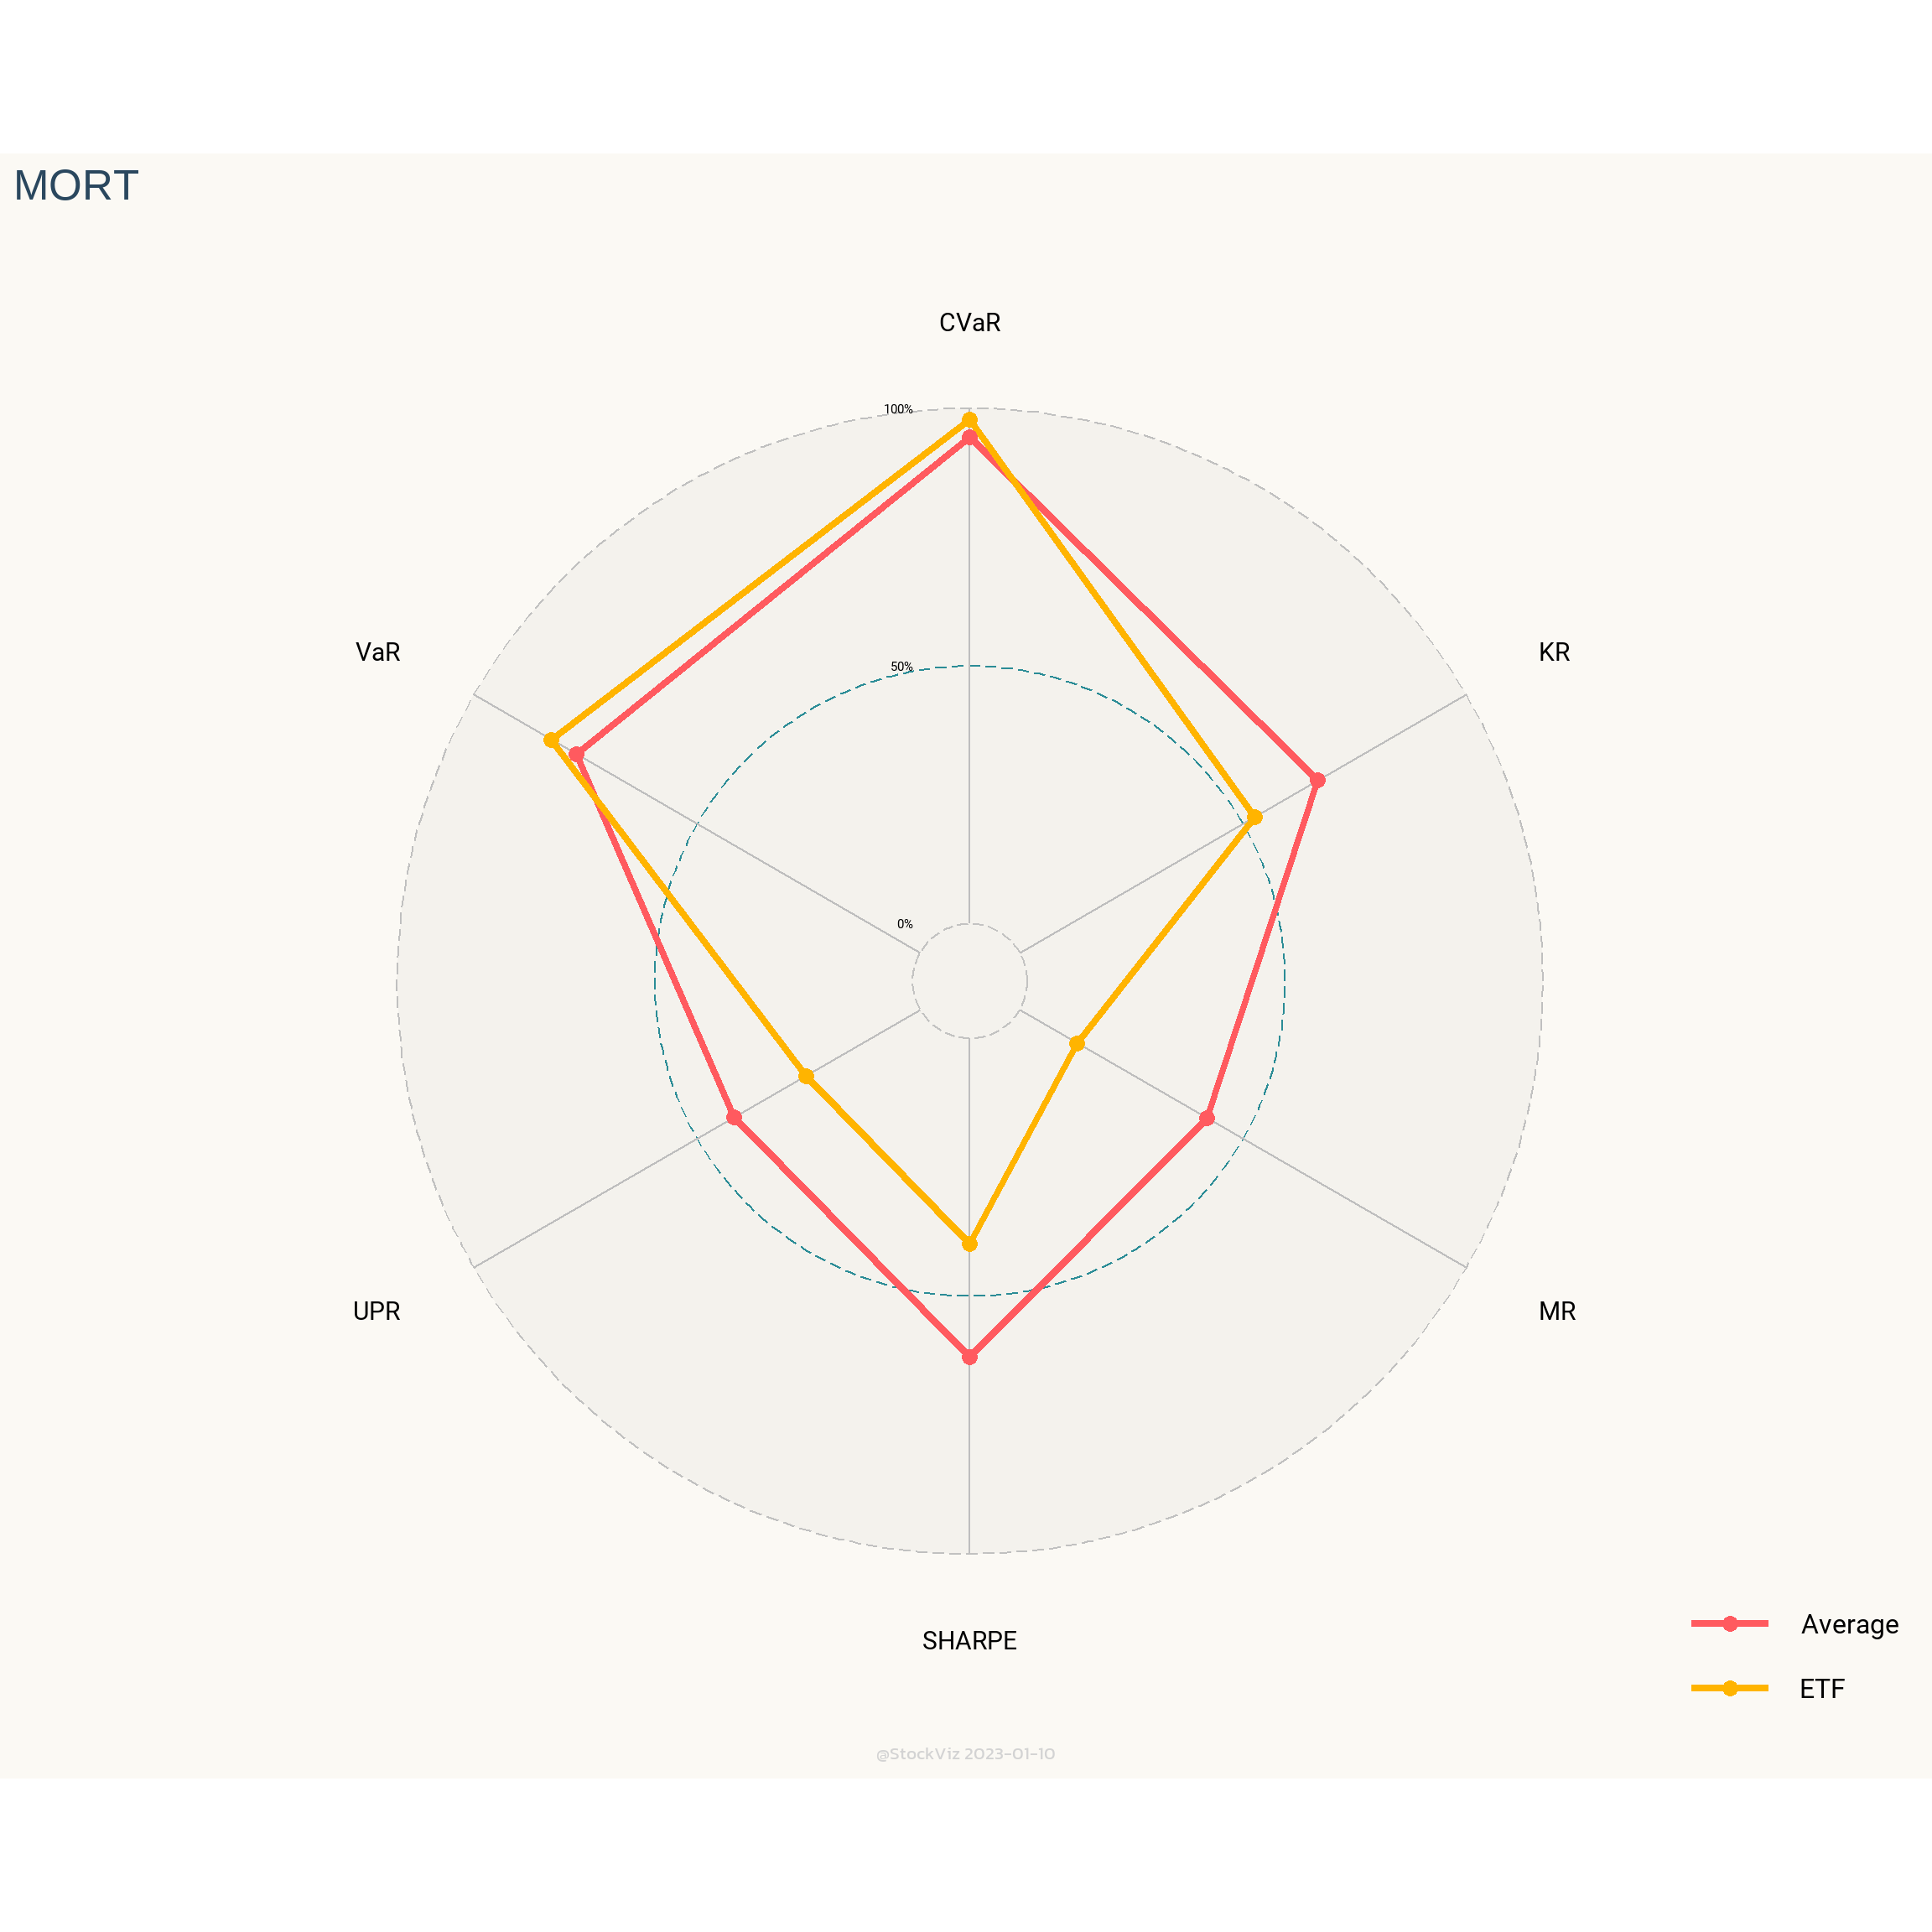 MORT
CVaR
100%
KR
VaR
50%
0%
UPR
MR
SHARPE
Average
ETF
@StockViz 2023-01-10